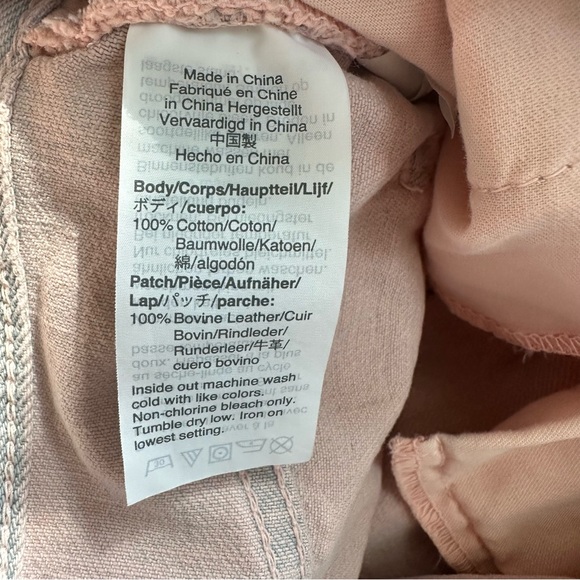 Made in China
Fabriqué en Chine
in China Hergestellt
Vervaardigd in China
中国製
Hecho en China
Body/Corps/Hauptteil/Lijf/
ボディ/cuerpo:
100% Cotton/Coton/
Baumwolle/Katoen/
綿/algodón
Patch/Pièce/Aufnäher/
Lap/パッチ/parche:
100% Bovine Leather/Cuir
Bovin/Rindleder/
Runderleer/牛革/
cuero bovino
Inside out machine wash
cold with like colors.
Non-chlorine bleach only.
Tumble dry low. Iron on
lowest setting.